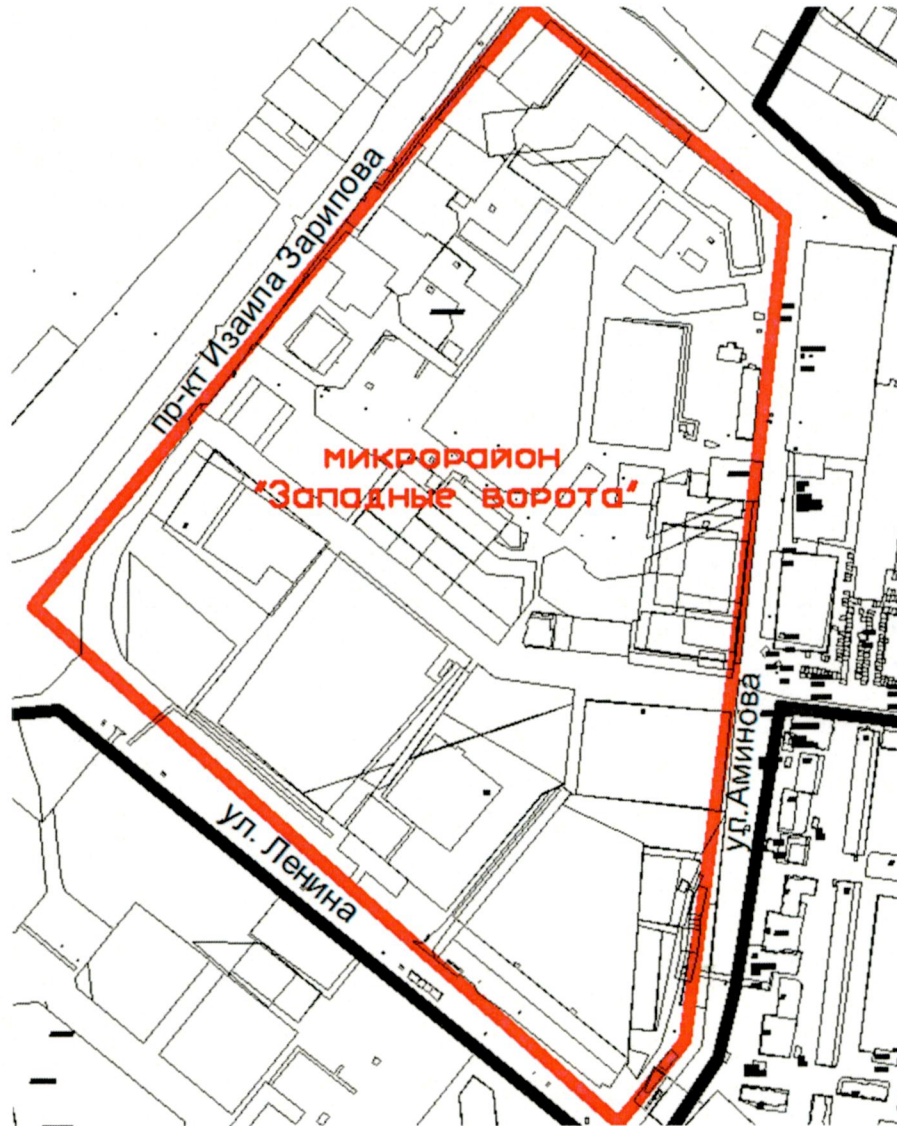 пр-кт Изаила Зарипова
микрорайон
"Западные ворота"
ул. Аминова
ул. Ленина